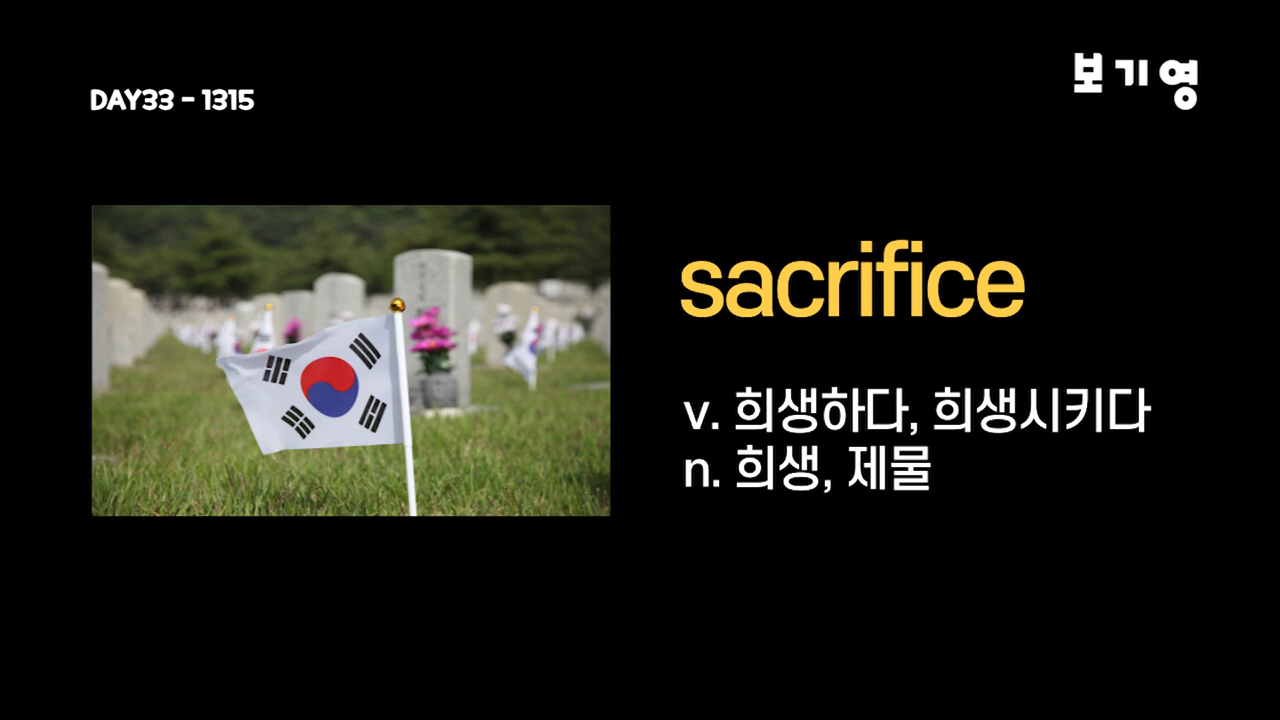 DAY33 - 1315
보기영
sacrifice
v. 희생하다, 희생시키다
n. 희생, 제물